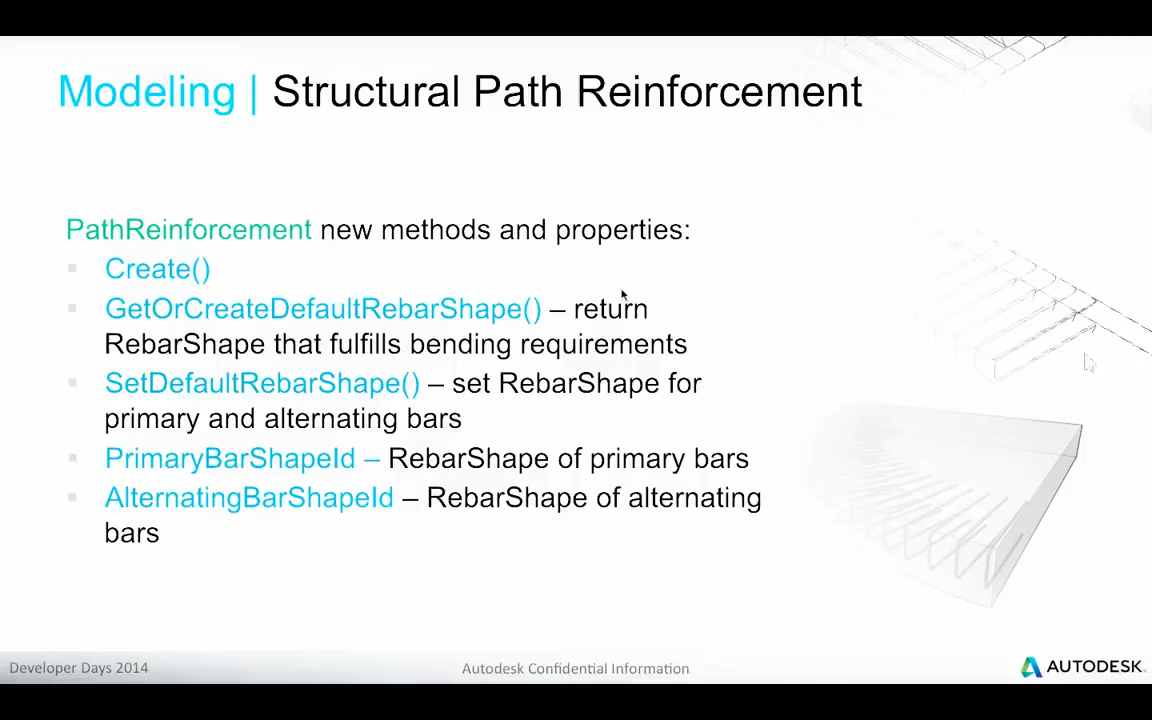 Modeling | Structural Path Reinforcement
PathReinforcement new methods and properties:
Create()
GetOrCreateDefaultRebarShape() – return
RebarShape that fulfills bending requirements
SetDefaultRebarShape() – set RebarShape for
primary and alternating bars
PrimaryBarShapeId – RebarShape of primary bars
AlternatingBarShapeId – RebarShape of alternating
bars
Developer Days 2014
Autodesk Confidential Information
AUTODESK.